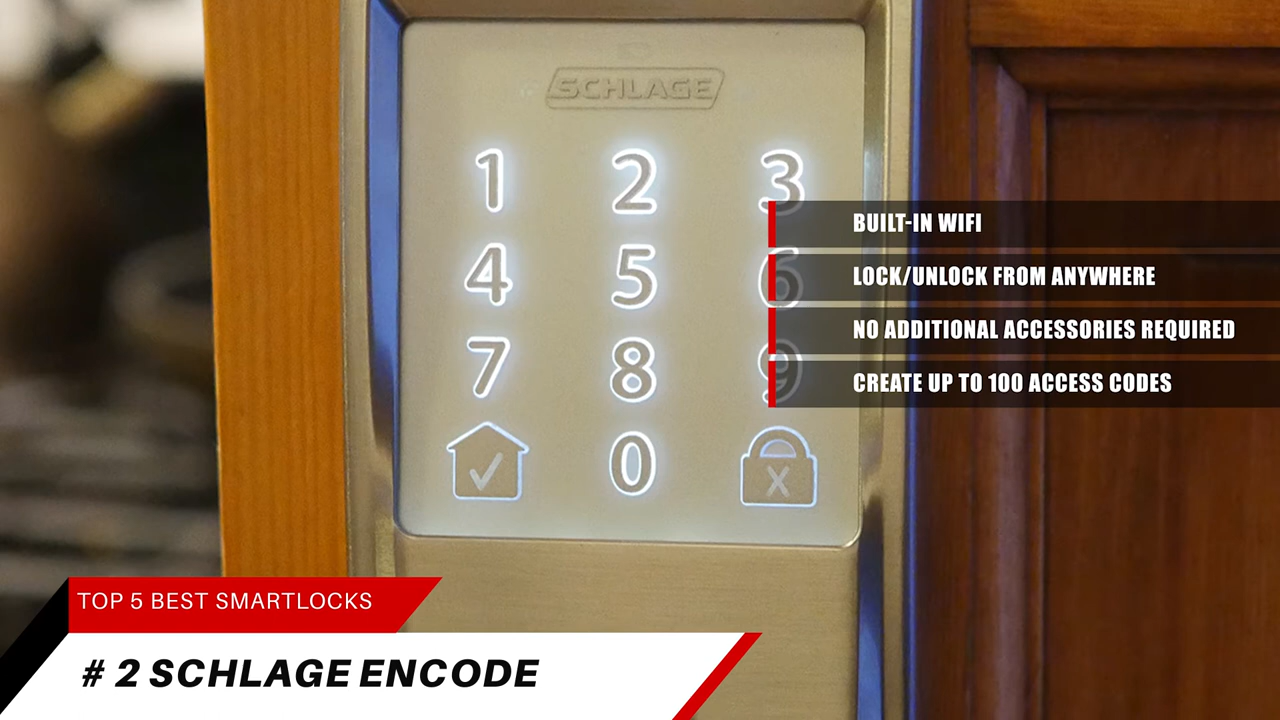 SCHLAGE
1 2 3
4 5 6
7 8 9
0 X
BUILT-IN WIFI
LOCK/UNLOCK FROM ANYWHERE
NO ADDITIONAL ACCESSORIES REQUIRED
CREATE UP TO 100 ACCESS CODES
TOP 5 BEST SMARTLOCKS
# 2 SCHLAGE ENCODE